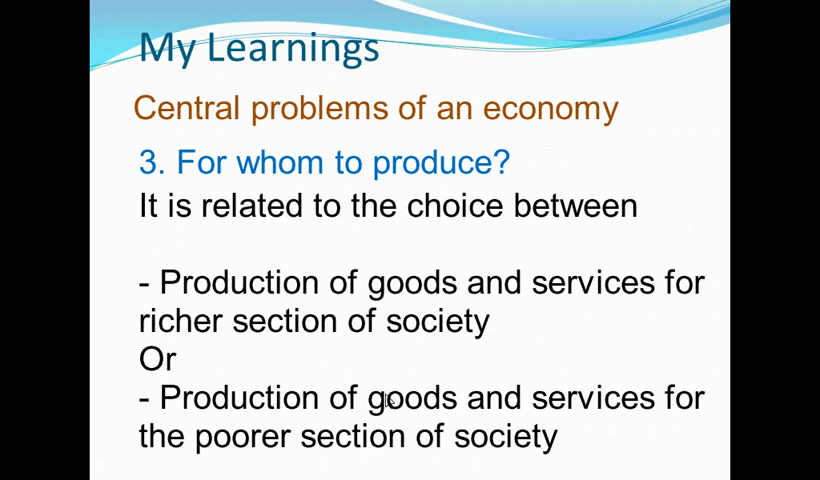 My Learnings
Central problems of an economy
3. For whom to produce?
It is related to the choice between
- Production of goods and services for
richer section of society
Or
- Production of goods and services for
the poorer section of society